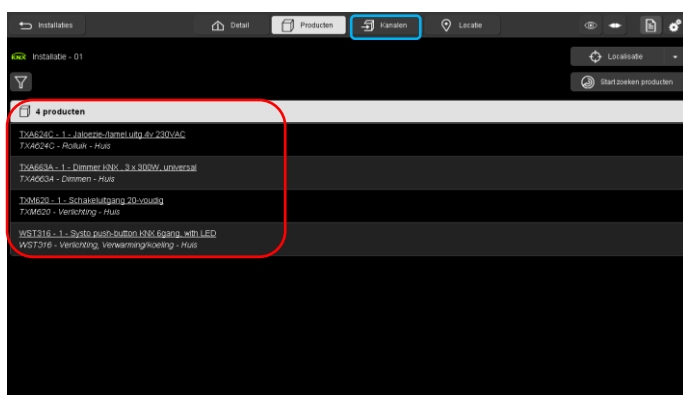 Installaties
Detail
Producten
Kanalen
Locatie
KNX Installatie - 01
Localisatie
Start zoeken producten
4 producten
TXA624C - 1 - Jaloezie-/lamel.uitg.4v 230VAC
TXA624C - Rolluik - Huis
TXA663A - 1 - Dimmer KNX , 3 x 300W, universal
TXA663A - Dimmen - Huis
TXM620 - 1 - Schakeluitgang 20-voudig
TXM620 - Verlichting - Huis
WST316 - 1 - Systo push-button KNX 6gang, with LED
WST316 - Verlichting, Verwarming/koeling - Huis